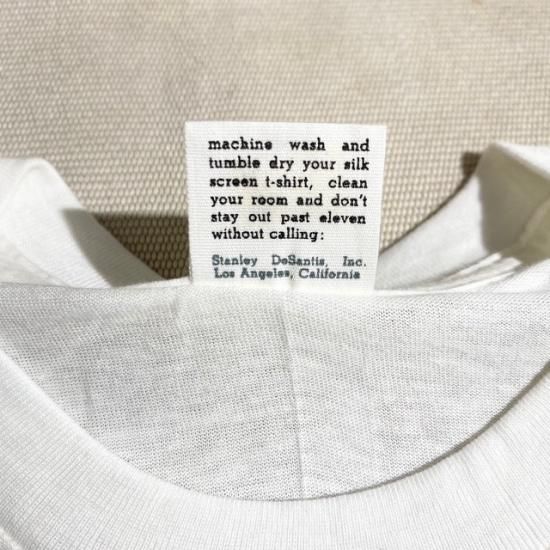 machine wash and
tumble dry your silk
screen t-shirt, clean
your room and don't
stay out past eleven
without calling:
Stanley DeSantis, Inc.
Los Angeles, California